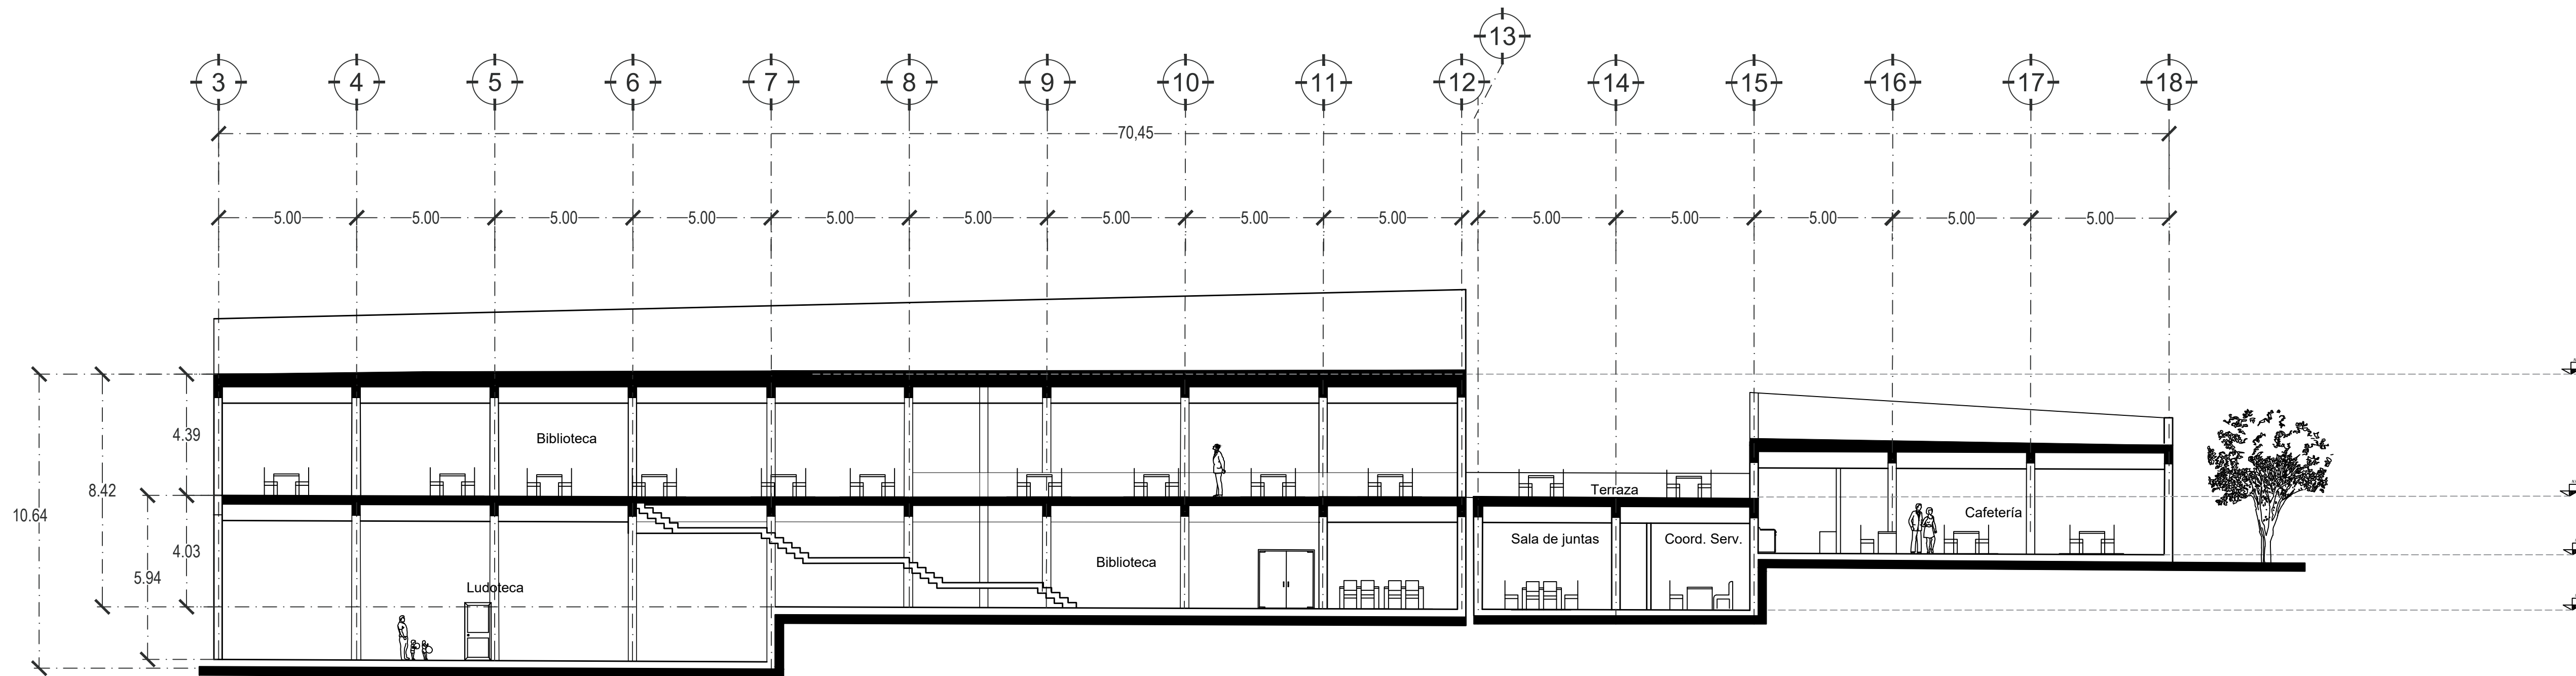 13
3 4 5 6 7 8 9 10 11 12 14 15 16 17 18
70,45
5.00 5.00 5.00 5.00 5.00 5.00 5.00 5.00 5.00 5.00 5.00 5.00 5.00 5.00
4.39
Biblioteca
8.42
Terraza
10.64
Cafetería
4.03
Sala de juntas Coord. Serv.
Biblioteca
5.94
Ludoteca